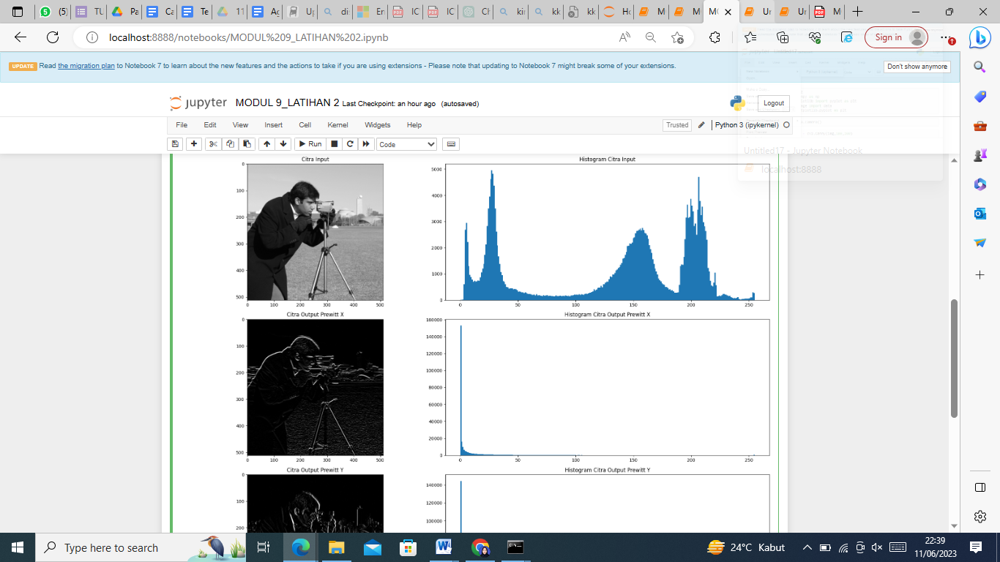 (5)
TU
Pa
Ca
Te
11
Ag
Up
di
En
IC
IC
Ch
kir
kk
kk
Ho
M
M
MO
Ur
Ur
M
localhost:8888/notebooks/MODUL%209_LATIHAN%202.ipynb
Sign in
UPDATE Read the migration plan to Notebook 7 to learn about the new features and the actions to take if you are using extensions - Please note that updating to Notebook 7 might break some of your extensions.
Don't show anymore
jupyter MODUL 9_LATIHAN 2 Last Checkpoint: an hour ago (autosaved)
Logout
File Edit View Insert Cell Kernel Widgets Help
Trusted
Python 3 (ipykernel)
Run
Code
Untitled17 - Jupyter Notebook
localhost:8888
Citra Input
0
100
200
300
400
500
0 100 200 300 400 500
Histogram Citra Input
5000
4000
3000
2000
1000
0
0 50 100 150 200 250
Citra Output Prewitt X
0
100
200
300
400
500
0 100 200 300 400 500
Histogram Citra Output Prewitt X
160000
140000
120000
100000
80000
60000
40000
20000
0
0 50 100 150 200 250
Citra Output Prewitt Y
0
100
200
Histogram Citra Output Prewitt Y
140000
120000
100000
Type here to search
24°C Kabut
22:39
11/06/2023